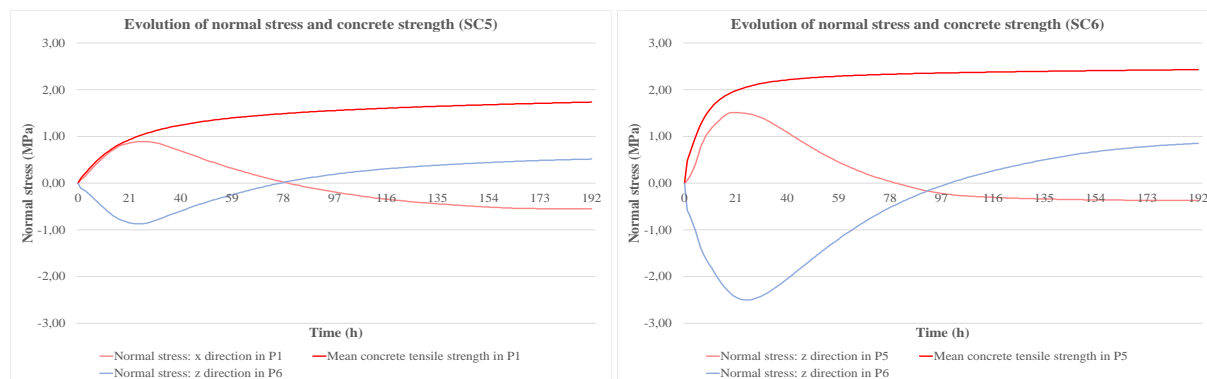 Evolution of normal stress and concrete strength (SC5)
3,00
2,00
1,00
0,00
-1,00
-2,00
-3,00
Normal stress (MPa)
0 21 40 59 78 97 116 135 154 173 192
Time (h)
Normal stress: x direction in P1
Mean concrete tensile strength in P1
Normal stress: z direction in P6
Evolution of normal stress and concrete strength (SC6)
3,00
2,00
1,00
0,00
-1,00
-2,00
-3,00
Normal stress (MPa)
0 21 40 59 78 97 116 135 154 173 192
Time (h)
Normal stress: z direction in P5
Mean concrete tensile strength in P5
Normal stress: z direction in P6